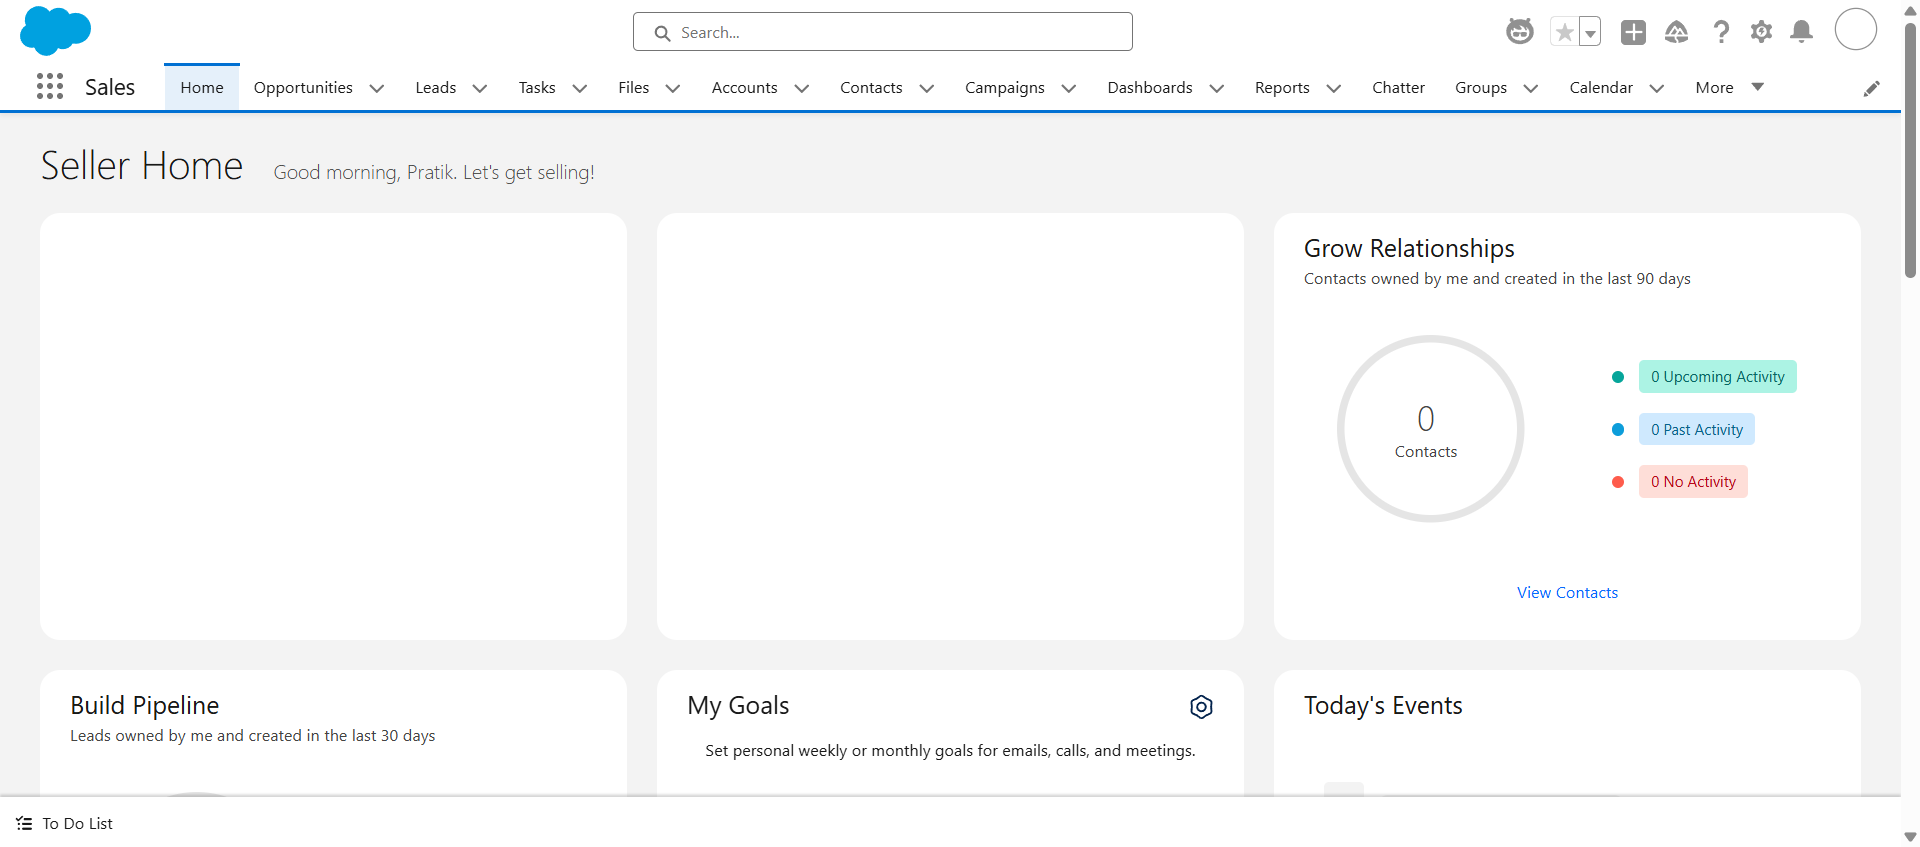 Search...
Sales
Home
Opportunities
Leads
Tasks
Files
Accounts
Contacts
Campaigns
Dashboards
Reports
Chatter
Groups
Calendar
More
Seller Home
Good morning, Pratik. Let's get selling!
Grow Relationships
Contacts owned by me and created in the last 90 days
0
Contacts
0 Upcoming Activity
0 Past Activity
0 No Activity
View Contacts
Build Pipeline
Leads owned by me and created in the last 30 days
My Goals
Set personal weekly or monthly goals for emails, calls, and meetings.
Today's Events
To Do List